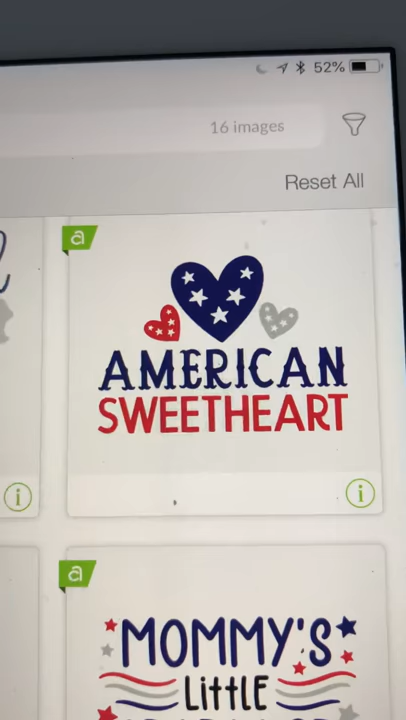 52%
16 images
Reset All
a
AMERICAN
SWEETHEART
i
i
a
MOMMY'S
LITTLE